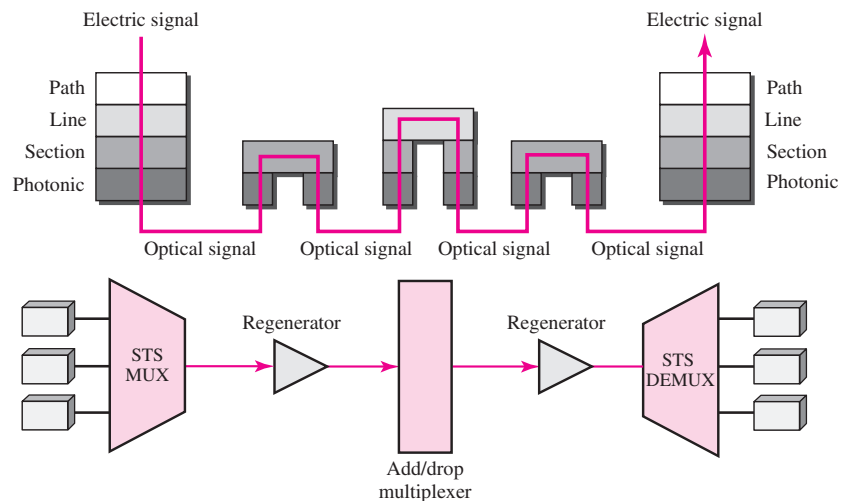 Electric signal
Electric signal
Path
Path
Line
Line
Section
Section
Photonic
Photonic
Optical signal
Optical signal
Optical signal
Optical signal
Regenerator
Regenerator
STS
MUX
STS
DEMUX
Add/drop
multiplexer